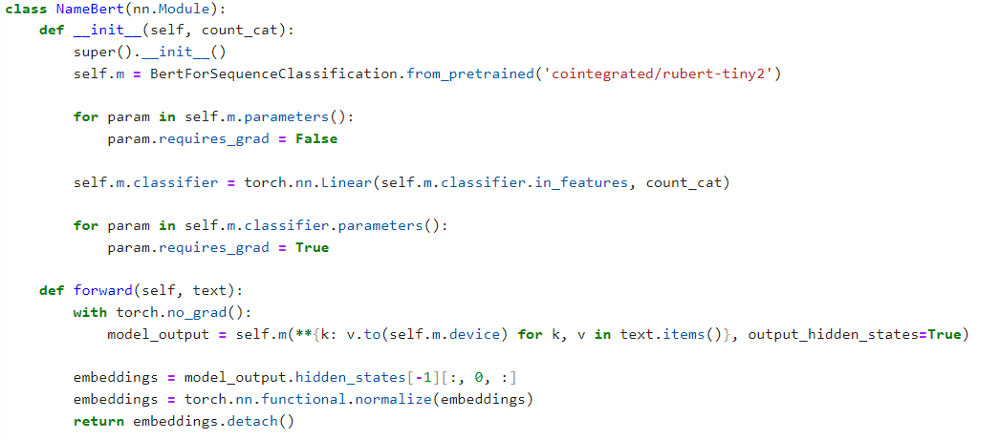 class NameBert(nn.Module):
    def __init__(self, count_cat):
        super().__init__()
        self.m = BertForSequenceClassification.from_pretrained('cointegrated/rubert-tiny2')

        for param in self.m.parameters():
            param.requires_grad = False

        self.m.classifier = torch.nn.Linear(self.m.classifier.in_features, count_cat)

        for param in self.m.classifier.parameters():
            param.requires_grad = True

    def forward(self, text):
        with torch.no_grad():
            model_output = self.m(**{k: v.to(self.m.device) for k, v in text.items()}, output_hidden_states=True)

        embeddings = model_output.hidden_states[-1][:, 0, :]
        embeddings = torch.nn.functional.normalize(embeddings)
        return embeddings.detach()